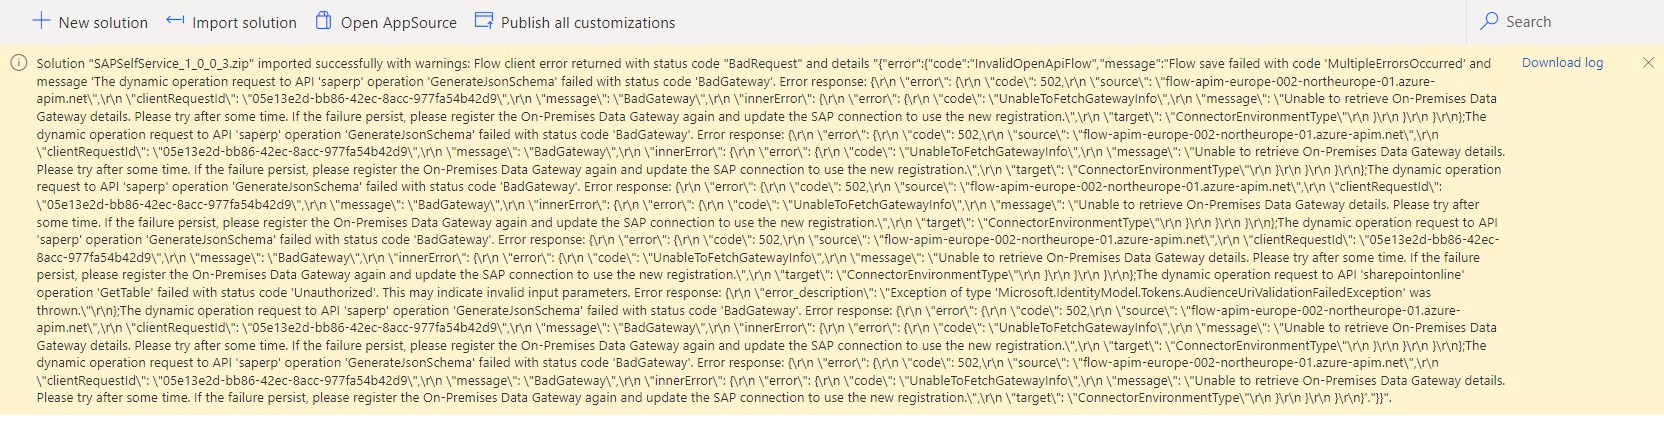 New solution   Import solution   Open AppSource   Publish all customizations   Search
Solution "SAPSelfService_1_0_0_3.zip" imported successfully with warnings: Flow client error returned with status code "BadRequest" and details "{"error":{"code":"InvalidOpenApiFlow","message":"Flow save failed with code 'MultipleErrorsOccurred' and   Download log
message 'The dynamic operation request to API 'saperp' operation 'GenerateJsonSchema' failed with status code 'BadGateway'. Error response: {\r\n \"error\": {\r\n \"code\": 502,\r\n \"source\": \"flow-apim-europe-002-northeurope-01.azure-
apim.net\",\r\n \"clientRequestId\": \"05e13e2d-bb86-42ec-8acc-977fa54b42d9\",\r\n \"message\": \"BadGateway\",\r\n \"innerError\": {\r\n \"error\": {\r\n \"code\": \"UnableToFetchGatewayInfo\",\r\n \"message\": \"Unable to retrieve On-Premises Data
Gateway details. Please try after some time. If the failure persist, please register the On-Premises Data Gateway again and update the SAP connection to use the new registration.\",\r\n \"target\": \"ConnectorEnvironmentType\"\r\n }\r\n }\r\n }\r\n};The
dynamic operation request to API 'saperp' operation 'GenerateJsonSchema' failed with status code 'BadGateway'. Error response: {\r\n \"error\": {\r\n \"code\": 502,\r\n \"source\": \"flow-apim-europe-002-northeurope-01.azure-apim.net\",\r\n
\"clientRequestId\": \"05e13e2d-bb86-42ec-8acc-977fa54b42d9\",\r\n \"message\": \"BadGateway\",\r\n \"innerError\": {\r\n \"error\": {\r\n \"code\": \"UnableToFetchGatewayInfo\",\r\n \"message\": \"Unable to retrieve On-Premises Data Gateway details.
Please try after some time. If the failure persist, please register the On-Premises Data Gateway again and update the SAP connection to use the new registration.\",\r\n \"target\": \"ConnectorEnvironmentType\"\r\n }\r\n }\r\n }\r\n};The dynamic operation
request to API 'saperp' operation 'GenerateJsonSchema' failed with status code 'BadGateway'. Error response: {\r\n \"error\": {\r\n \"code\": 502,\r\n \"source\": \"flow-apim-europe-002-northeurope-01.azure-apim.net\",\r\n \"clientRequestId\":
\"05e13e2d-bb86-42ec-8acc-977fa54b42d9\",\r\n \"message\": \"BadGateway\",\r\n \"innerError\": {\r\n \"error\": {\r\n \"code\": \"UnableToFetchGatewayInfo\",\r\n \"message\": \"Unable to retrieve On-Premises Data Gateway details. Please try after
some time. If the failure persist, please register the On-Premises Data Gateway again and update the SAP connection to use the new registration.\",\r\n \"target\": \"ConnectorEnvironmentType\"\r\n }\r\n }\r\n }\r\n};The dynamic operation request to API
'saperp' operation 'GenerateJsonSchema' failed with status code 'BadGateway'. Error response: {\r\n \"error\": {\r\n \"code\": 502,\r\n \"source\": \"flow-apim-europe-002-northeurope-01.azure-apim.net\",\r\n \"clientRequestId\": \"05e13e2d-bb86-42ec-
8acc-977fa54b42d9\",\r\n \"message\": \"BadGateway\",\r\n \"innerError\": {\r\n \"error\": {\r\n \"code\": \"UnableToFetchGatewayInfo\",\r\n \"message\": \"Unable to retrieve On-Premises Data Gateway details. Please try after some time. If the failure
persist, please register the On-Premises Data Gateway again and update the SAP connection to use the new registration.\",\r\n \"target\": \"ConnectorEnvironmentType\"\r\n }\r\n }\r\n }\r\n};The dynamic operation request to API 'sharepointonline'
operation 'GetTable' failed with status code 'Unauthorized'. This may indicate invalid input parameters. Error response: {\r\n \"error_description\": \"Exception of type 'Microsoft.IdentityModel.Tokens.AudienceUriValidationFailedException' was
thrown.\"\r\n};The dynamic operation request to API 'saperp' operation 'GenerateJsonSchema' failed with status code 'BadGateway'. Error response: {\r\n \"error\": {\r\n \"code\": 502,\r\n \"source\": \"flow-apim-europe-002-northeurope-01.azure-
apim.net\",\r\n \"clientRequestId\": \"05e13e2d-bb86-42ec-8acc-977fa54b42d9\",\r\n \"message\": \"BadGateway\",\r\n \"innerError\": {\r\n \"error\": {\r\n \"code\": \"UnableToFetchGatewayInfo\",\r\n \"message\": \"Unable to retrieve On-Premises Data
Gateway details. Please try after some time. If the failure persist, please register the On-Premises Data Gateway again and update the SAP connection to use the new registration.\",\r\n \"target\": \"ConnectorEnvironmentType\"\r\n }\r\n }\r\n }\r\n};The
dynamic operation request to API 'saperp' operation 'GenerateJsonSchema' failed with status code 'BadGateway'. Error response: {\r\n \"error\": {\r\n \"code\": 502,\r\n \"source\": \"flow-apim-europe-002-northeurope-01.azure-apim.net\",\r\n
\"clientRequestId\": \"05e13e2d-bb86-42ec-8acc-977fa54b42d9\",\r\n \"message\": \"BadGateway\",\r\n \"innerError\": {\r\n \"error\": {\r\n \"code\": \"UnableToFetchGatewayInfo\",\r\n \"message\": \"Unable to retrieve On-Premises Data Gateway details.
Please try after some time. If the failure persist, please register the On-Premises Data Gateway again and update the SAP connection to use the new registration.\",\r\n \"target\": \"ConnectorEnvironmentType\"\r\n }\r\n }\r\n }\r\n}'."}}".